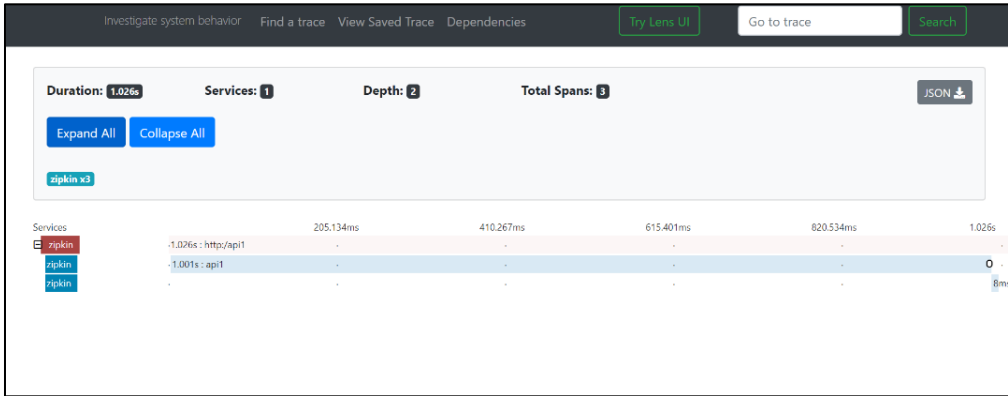 Investigate system behavior Find a trace View Saved Trace Dependencies Try Lens UI Go to trace Search
Duration: 1.026s Services: 1 Depth: 2 Total Spans: 3 JSON
Expand All Collapse All
zipkin x3
Services 205.134ms 410.267ms 615.401ms 820.534ms 1.026s
zipkin -1.026s : http:/api1
zipkin -1.001s : api1
zipkin 8ms